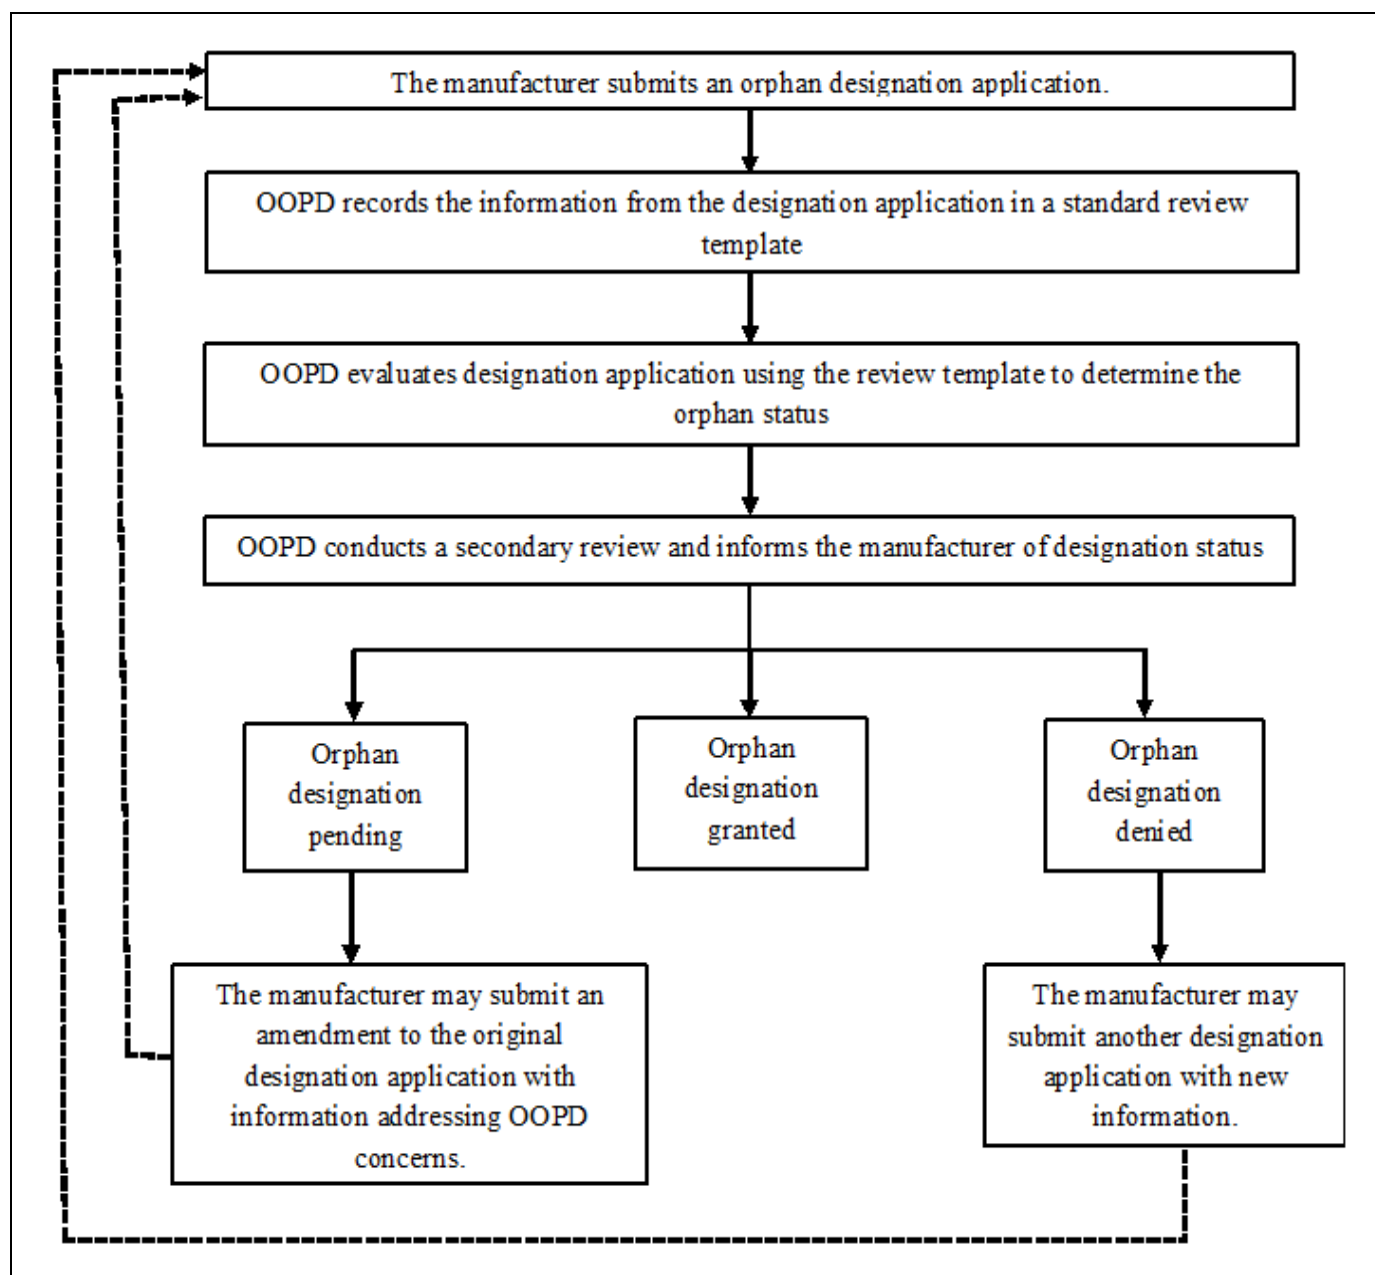 The manufacturer submits an orphan designation application.
OOPD records the information from the designation application in a standard review
template
OOPD evaluates designation application using the review template to determine the
orphan status
OOPD conducts a secondary review and informs the manufacturer of designation status
Orphan
designation
pending
Orphan
designation
granted
Orphan
designation
denied
The manufacturer may submit an
amendment to the original
designation application with
information addressing OOPD
concerns.
The manufacturer may
submit another designation
application with new
information.